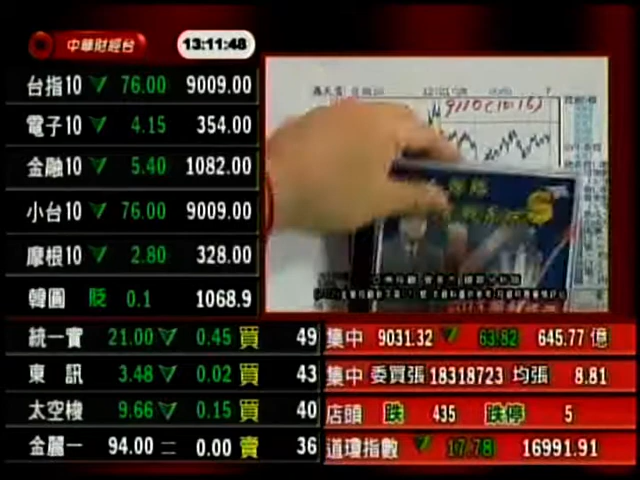 中華財經台
13:11:48
台指10 76.00 9009.00
電子10 4.15 354.00
金融10 5.40 1082.00
小台10 76.00 9009.00
摩根10 2.80 328.00
韓圓 貶 0.1 1068.9
9110(10:15)
統一實 21.00 0.45 買 49
東訊 3.48 0.02 買 43
太空梭 9.66 0.15 買 40
金麗一 94.00 二 0.00 賣 36
集中 9031.32 63.82 645.77 億
集中 委買張 18318723 均張 8.81
店頭 跌 435 跌停 5
道瓊指數 17.78 16991.91